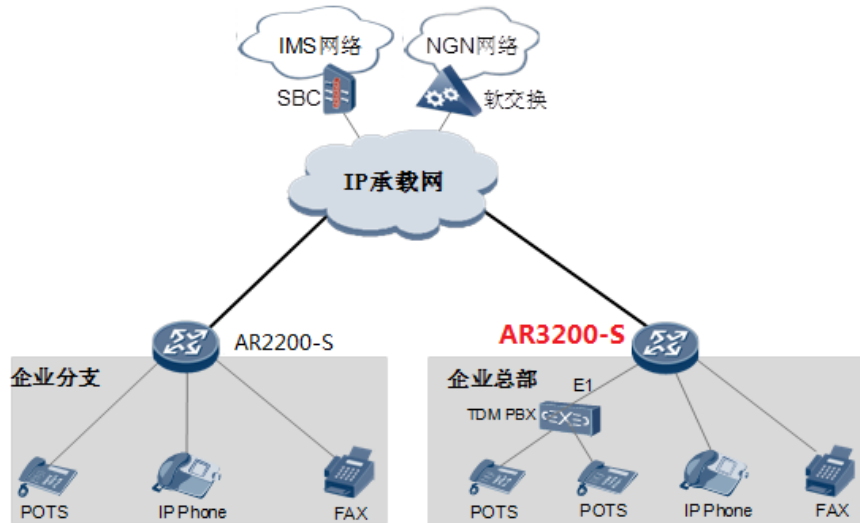 IMS网络
NGN网络
SBC
软交换
IP承载网
AR2200-S
AR3200-S
企业分支
企业总部
E1
TDM PBX
POTS
IP Phone
FAX
POTS
POTS
IP Phone
FAX